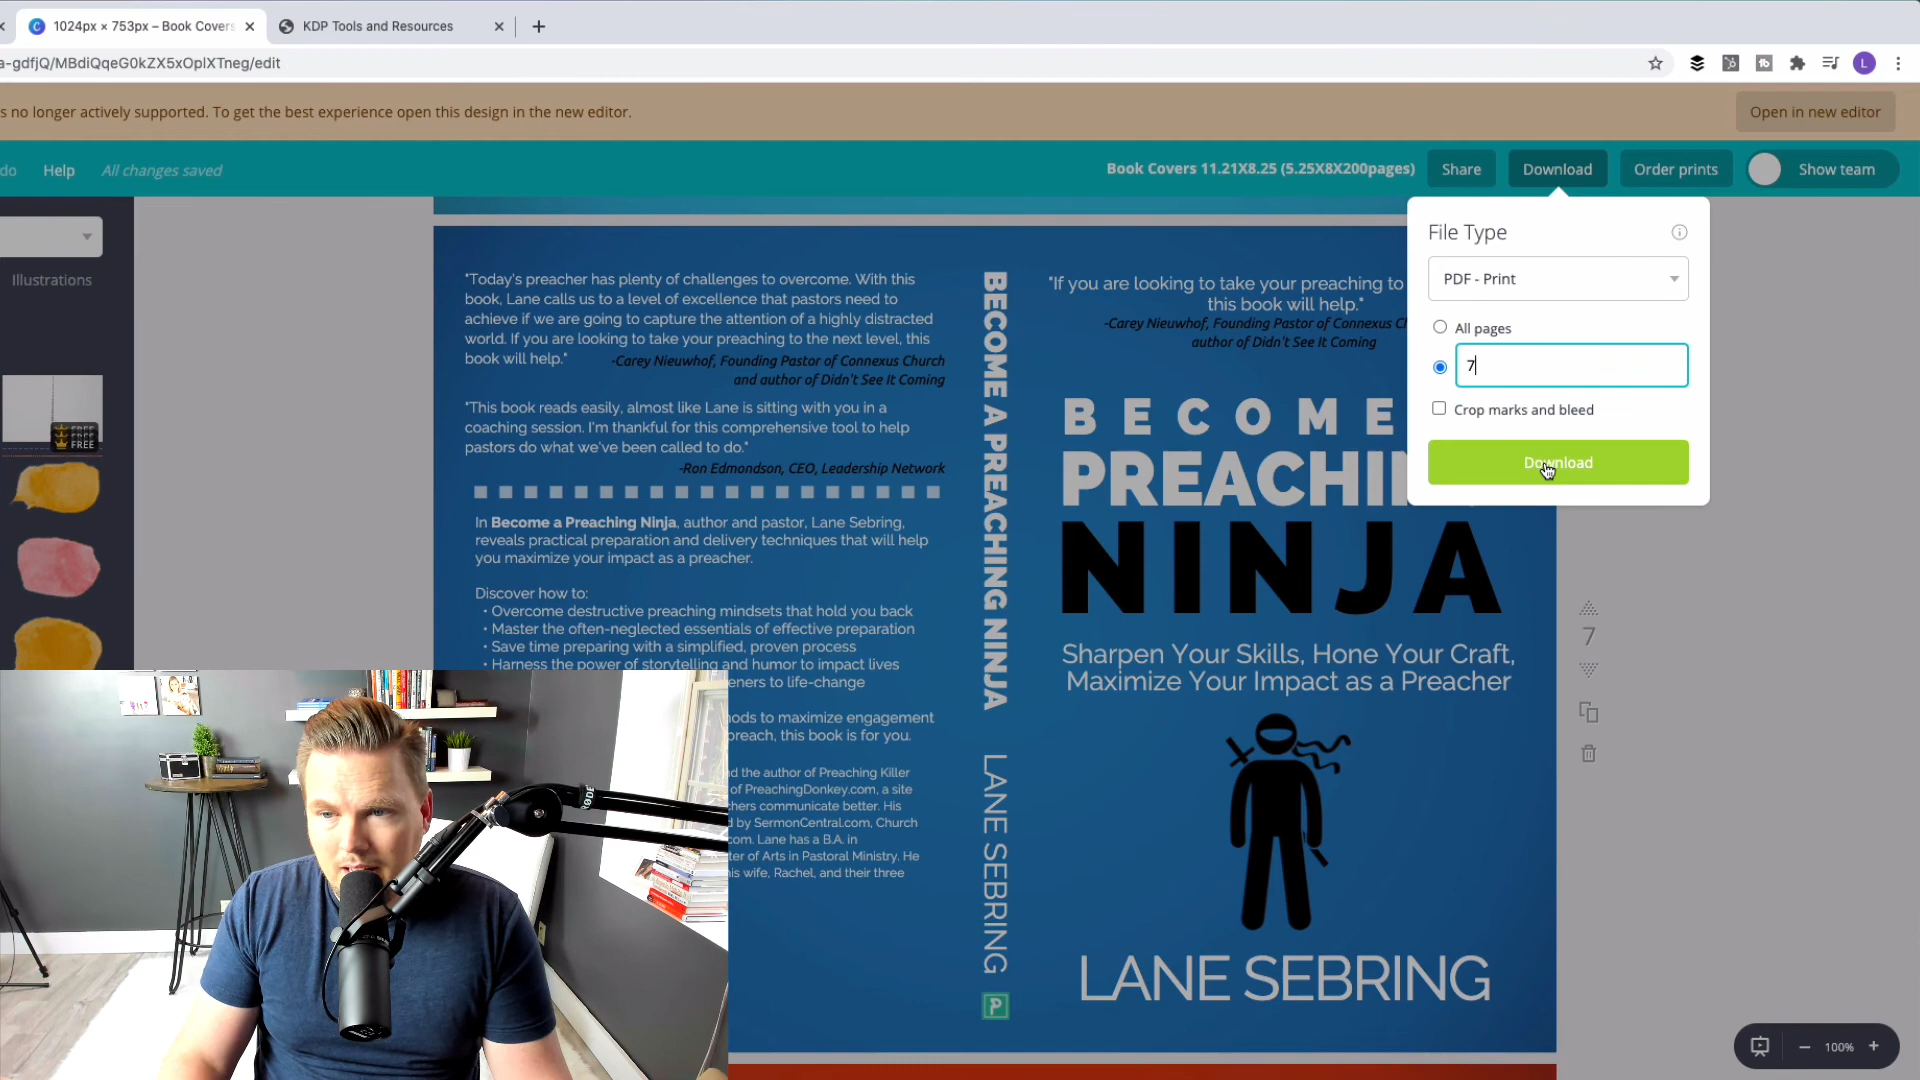 1024px × 753px – Book Covers
KDP Tools and Resources
a-gdfjQ/MBdiQqeG0kZX5xOplXTneg/edit
L
s no longer actively supported. To get the best experience open this design in the new editor.
Open in new editor
do
Help
All changes saved
Book Covers 11.21X8.25 (5.25X8X200pages)
Share
Download
Order prints
Show team
Illustrations
FREE
FREE
FREE
"Today's preacher has plenty of challenges to overcome. With this
book, Lane calls us to a level of excellence that pastors need to
achieve if we are going to capture the attention of a highly distracted
world. If you are looking to take your preaching to the next level, this
book will help."
-Carey Nieuwhof, Founding Pastor of Connexus Church
and author of Didn't See It Coming
"This book reads easily, almost like Lane is sitting with you in a
coaching session. I'm thankful for this comprehensive tool to help
pastors do what we've been called to do."
-Ron Edmondson, CEO, Leadership Network
In Become a Preaching Ninja, author and pastor, Lane Sebring,
reveals practical preparation and delivery techniques that will help
you maximize your impact as a preacher.
Discover how to:
• Overcome destructive preaching mindsets that hold you back
• Master the often-neglected essentials of effective preparation
• Save time preparing with a simplified, proven process
• Harness the power of storytelling and humor to impact lives
eners to life-change
ods to maximize engagement
preach, this book is for you.
d the author of Preaching Killer
of PreachingDonkey.com, a site
chers communicate better. His
d by SermonCentral.com, Church
com. Lane has a B.A. in
ter of Arts in Pastoral Ministry. He
his wife, Rachel, and their three
BECOME A PREACHING NINJA
LANE SEBRING
P
"If you are looking to take your preaching to
this book will help."
-Carey Nieuwhof, Founding Pastor of Connexus Ch
author of Didn't See It Coming
BECOME
PREACHIN
NINJA
Sharpen Your Skills, Hone Your Craft,
Maximize Your Impact as a Preacher
LANE SEBRING
File Type
PDF - Print
All pages
7
Crop marks and bleed
Download
7
100%
RØDE